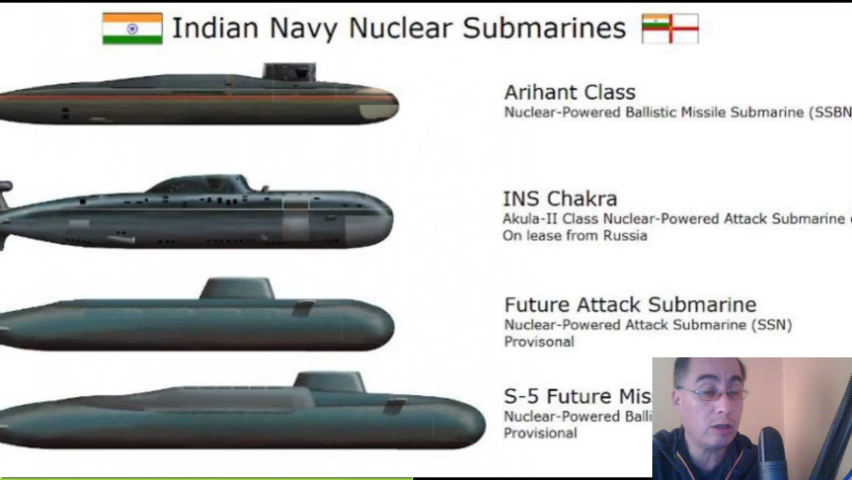 Indian Navy Nuclear Submarines
Arihant Class
Nuclear-Powered Ballistic Missile Submarine (SSBN
INS Chakra
Akula-II Class Nuclear-Powered Attack Submarine
On lease from Russia
Future Attack Submarine
Nuclear-Powered Attack Submarine (SSN)
Provisonal
S-5 Future Mis
Nuclear-Powered Balli
Provisional